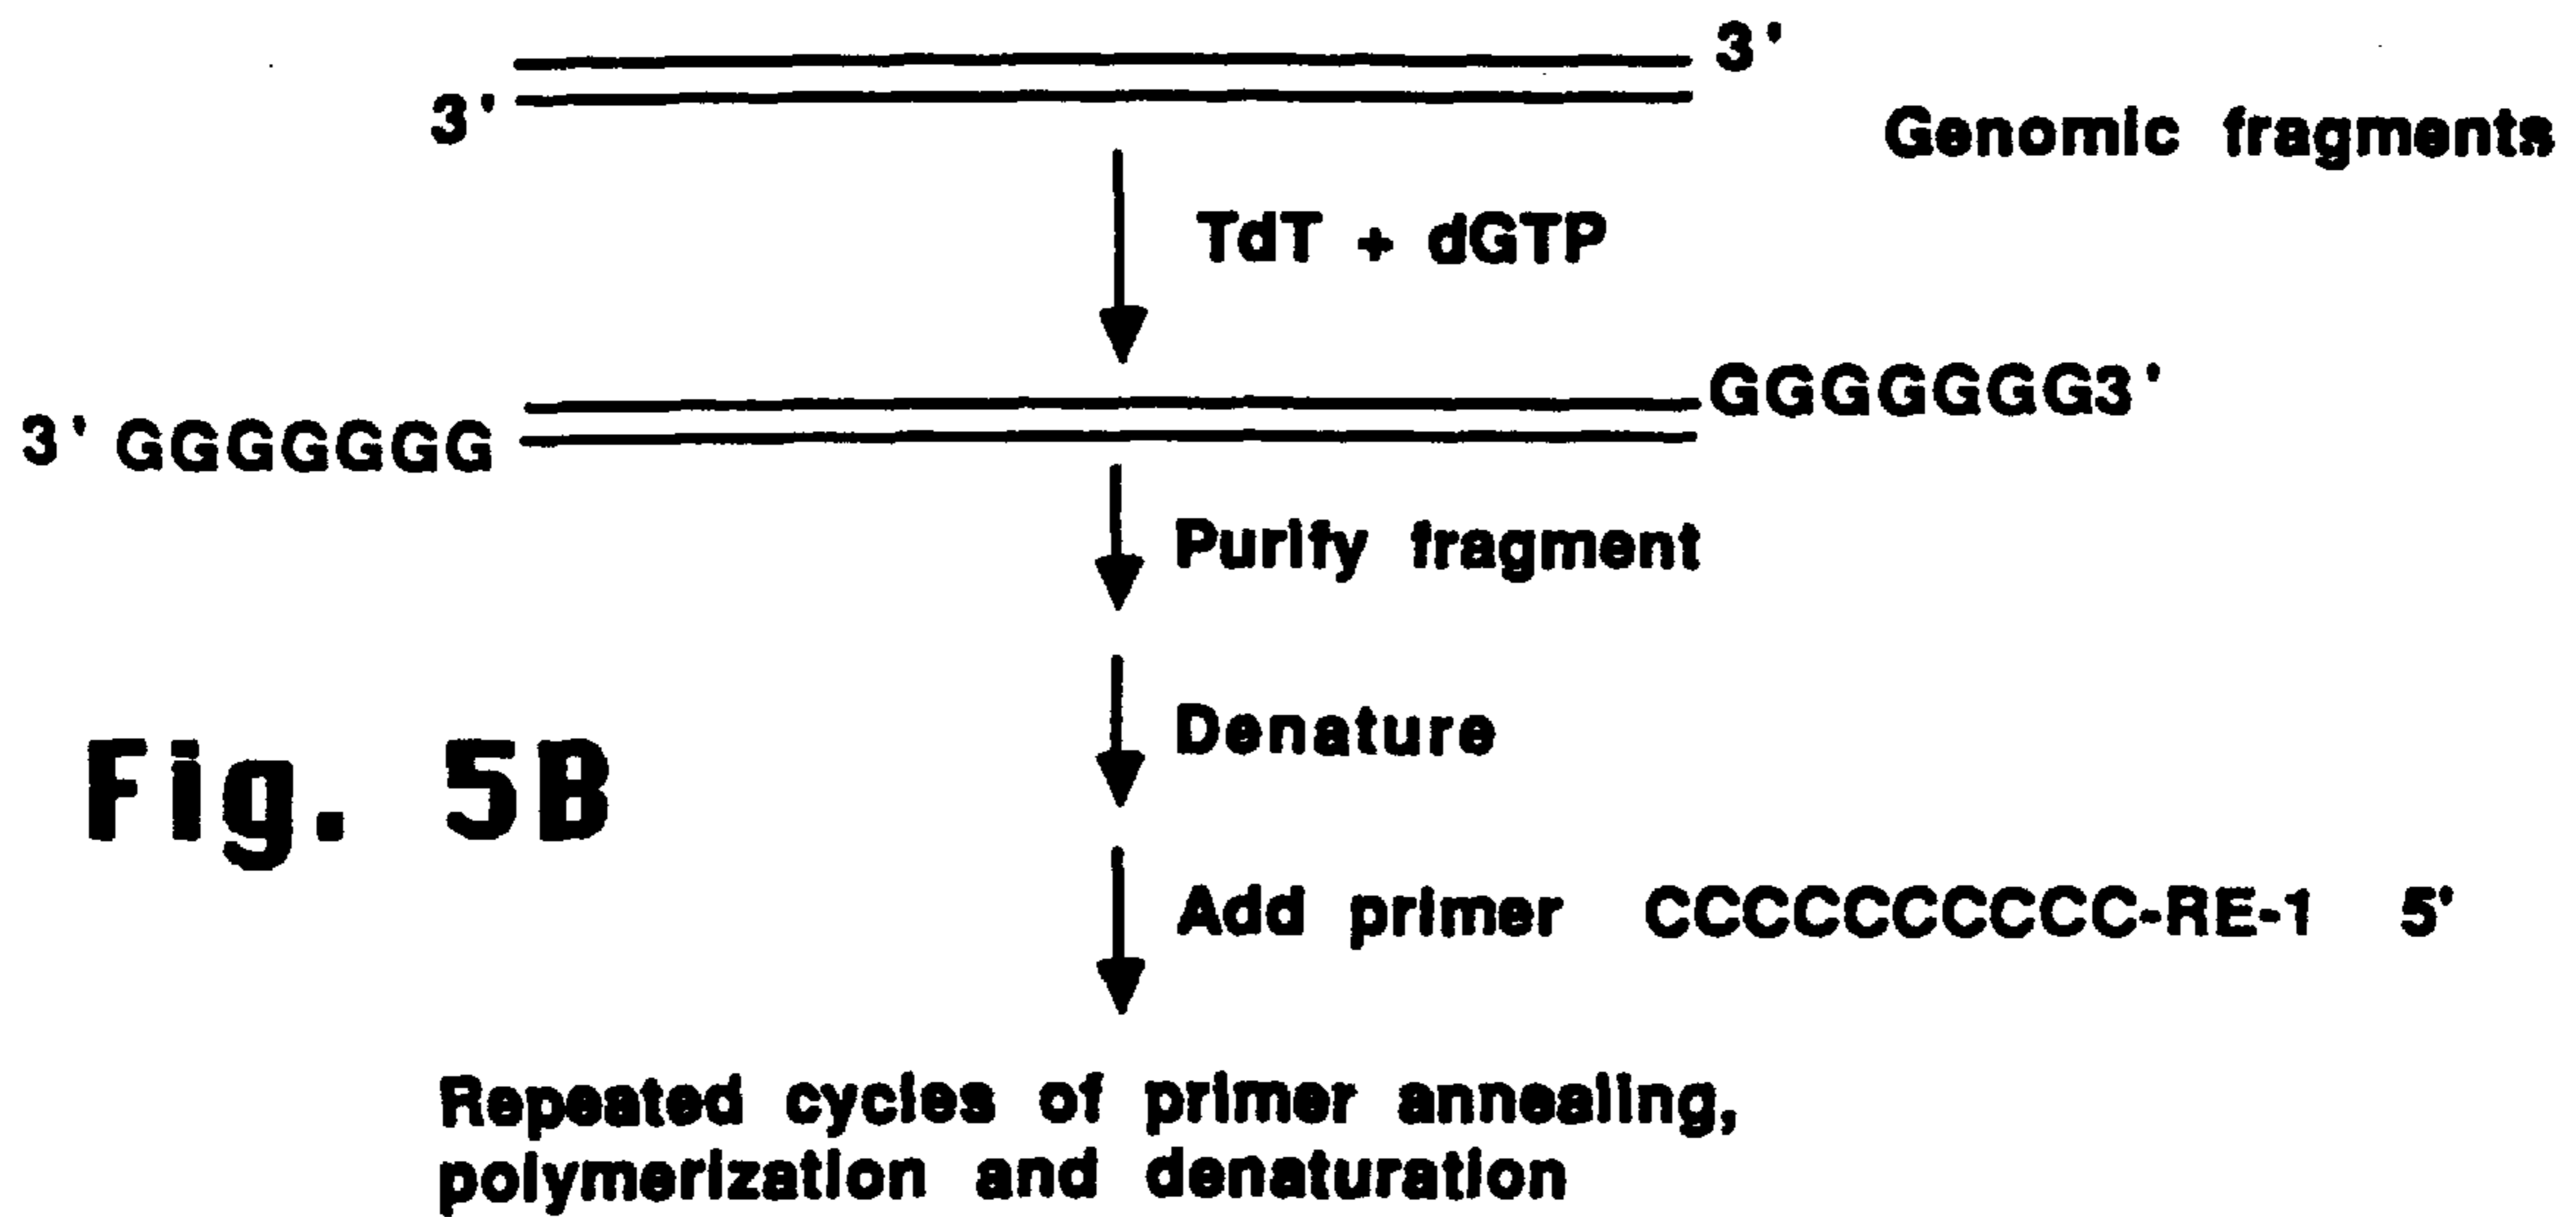 3'
3'
Genomic fragments
TdT + dGTP
GGGGGGG3'
3' GGGGGGG
Purify fragment
Denature
Fig. 5B
Add primer CCCCCCCCCC-RE-1 5'
Repeated cycles of primer annealing,
polymerization and denaturation